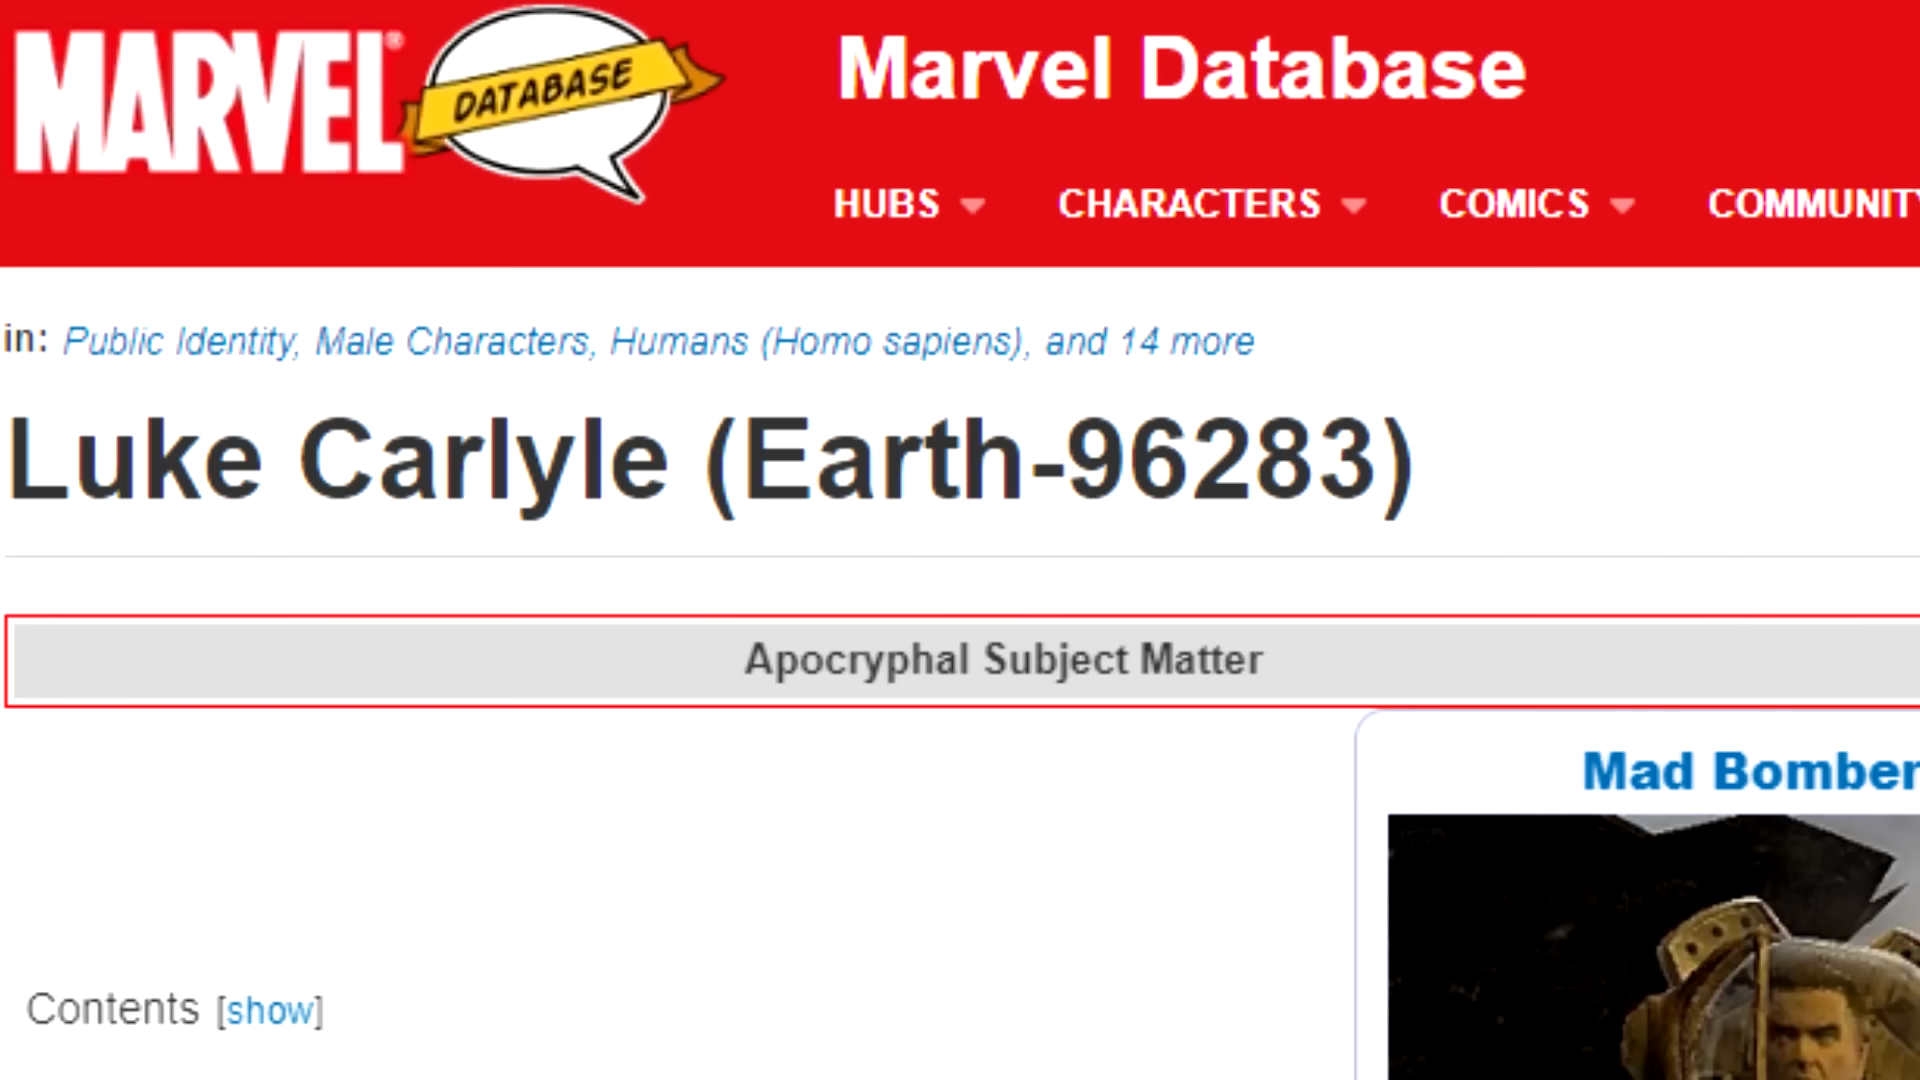 MARVEL®
DATABASE
Marvel Database
HUBS CHARACTERS COMICS COMMUNITY
in: Public Identity, Male Characters, Humans (Homo sapiens), and 14 more
Luke Carlyle (Earth-96283)
Apocryphal Subject Matter
Mad Bomber
Contents [show]